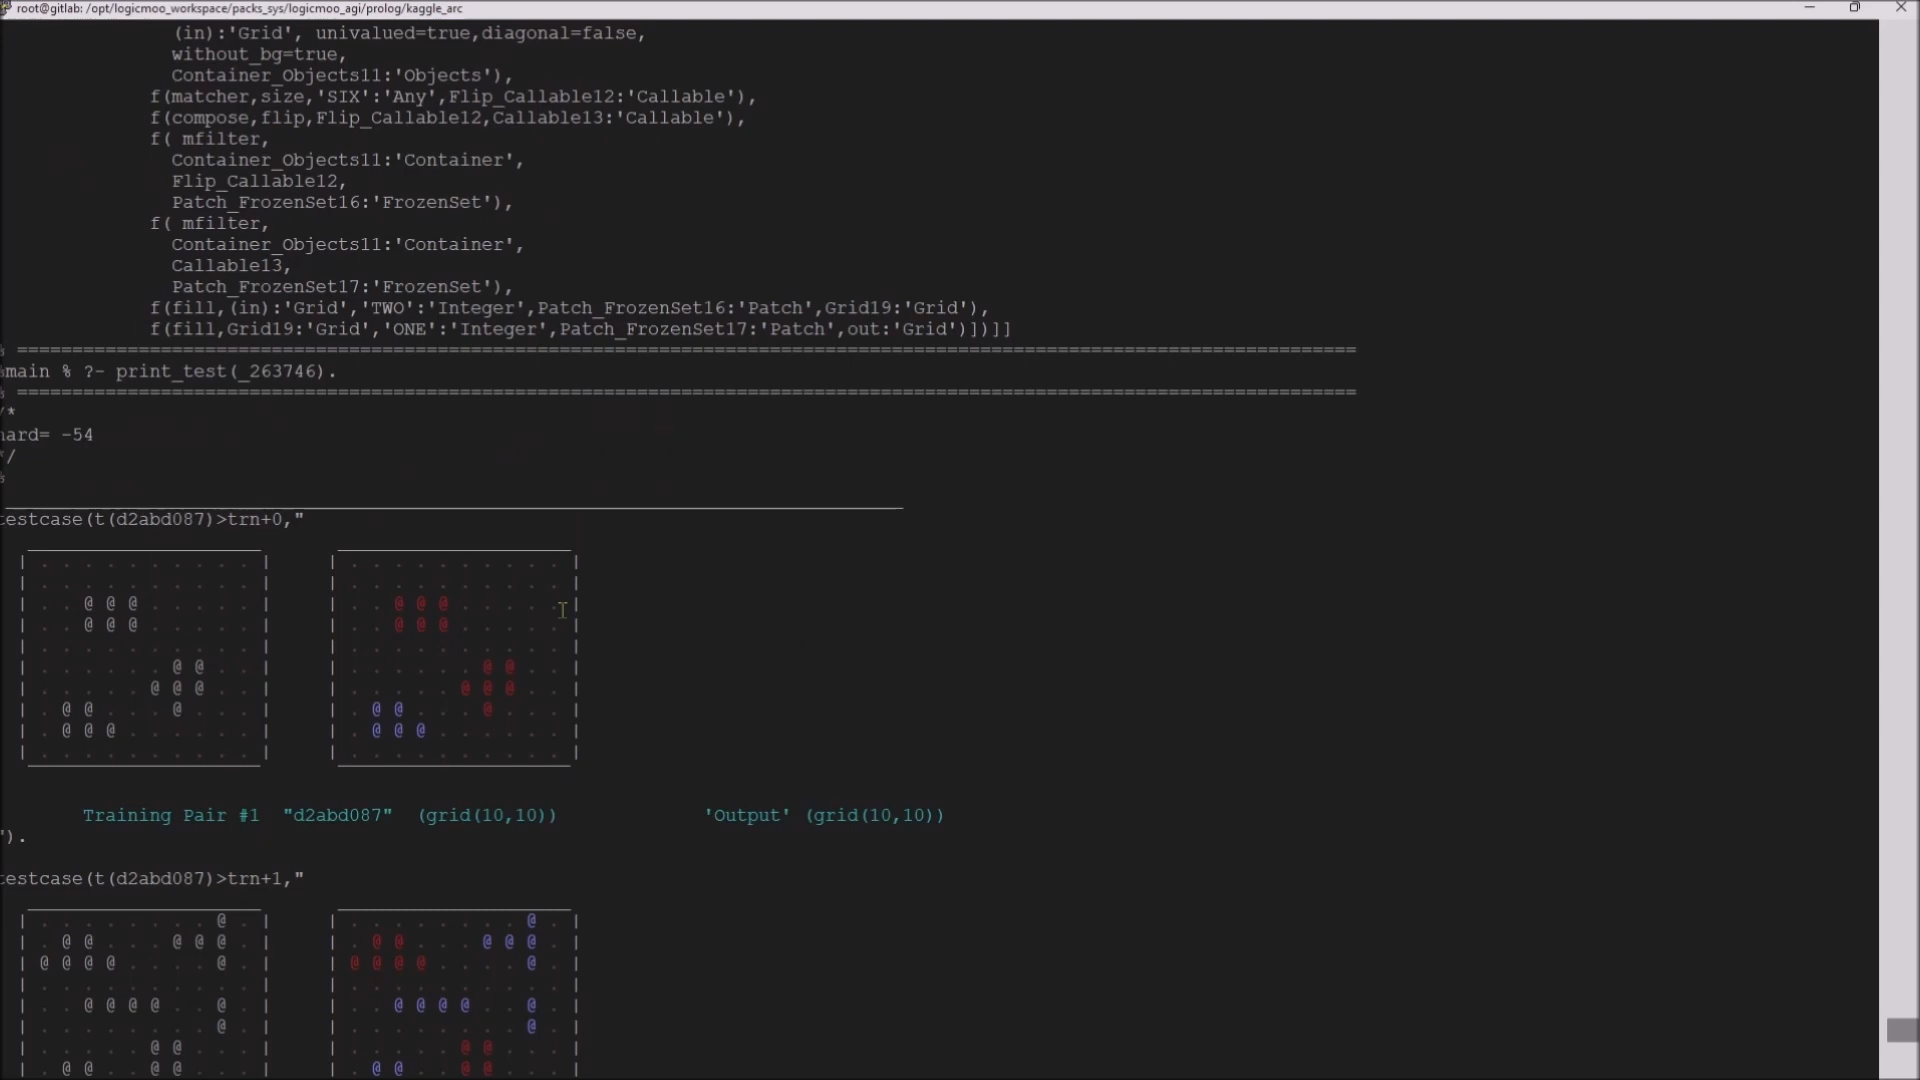 root@gitlab: /opt/logicmoo_workspace/packs_sys/logicmoo_agi/prolog/kaggle_arc
(in):'Grid', univalued=true,diagonal=false,
without_bg=true,
Container_Objects11:'Objects'),
f(matcher,size,'SIX':'Any',Flip_Callable12:'Callable'),
f(compose,flip,Flip_Callable12,Callable13:'Callable'),
f( mfilter,
Container_Objects11:'Container',
Flip_Callable12,
Patch_FrozenSet16:'FrozenSet'),
f( mfilter,
Container_Objects11:'Container',
Callable13,
Patch_FrozenSet17:'FrozenSet'),
f(fill,(in):'Grid','TWO':'Integer',Patch_FrozenSet16:'Patch',Grid19:'Grid'),
f(fill,Grid19:'Grid','ONE':'Integer',Patch_FrozenSet17:'Patch',out:'Grid')])]]
% ==========================================================================================================================
main % ?- print_test(_263746).
% ==========================================================================================================================
/*
hard= -54
*/
%
testcase(t(d2abd087)>trn+0,"
| . . . . . . . . . . | | . . . . . . . . . . |
| . . . . . . . . . . | | . . . . . . . . . . |
| . . @ @ @ . . . . . | | . . @ @ @ . . . . . |
| . . @ @ @ . . . . . | | . . @ @ @ . . . . . |
| . . . . . . . . . . | | . . . . . . . . . . |
| . . . . . . @ @ . . | | . . . . . . @ @ . . |
| . . . . . @ @ @ . . | | . . . . . @ @ @ . . |
| . @ @ . . . @ . . . | | . @ @ . . . @ . . . |
| . @ @ @ . . . . . . | | . @ @ @ . . . . . . |
| . . . . . . . . . . | | . . . . . . . . . . |
Training Pair #1 "d2abd087" (grid(10,10)) 'Output' (grid(10,10))
").
testcase(t(d2abd087)>trn+1,"
| . . . . . . . . @ . | | . . . . . . . . @ . |
| . @ @ . . . @ @ @ . | | . @ @ . . . @ @ @ . |
| @ @ @ @ . . . . @ . | | @ @ @ @ . . . . @ . |
| . . . . . . . . . . | | . . . . . . . . . . |
| . . @ @ @ @ . . @ . | | . . @ @ @ @ . . @ . |
| . . . . . . . . @ . | | . . . . . . . . @ . |
| . . . . . @ @ . . . | | . . . . . @ @ . . . |
| . @ @ . . @ @ . . . | | . @ @ . . @ @ . . . |